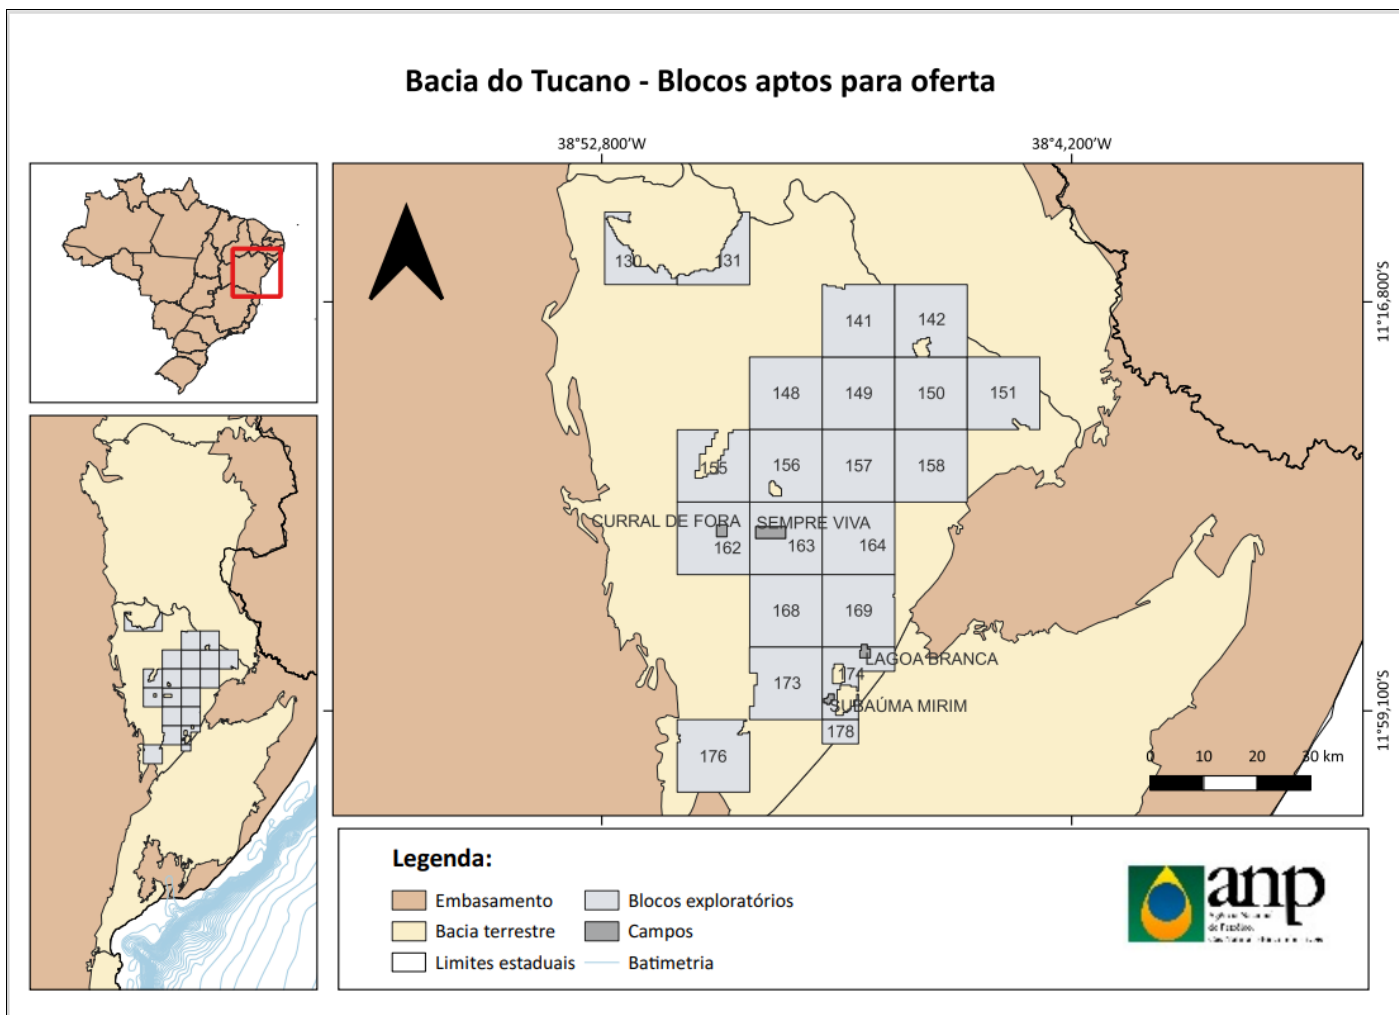 Bacia do Tucano - Blocos aptos para oferta
38°52,800'W
38°4,200'W
130
131
11°16,800'S
141
142
148
149
150
151
155
156
157
158
CURRAL DE FORA
SEMPRE VIVA
162
163
164
168
169
LAGOA BRANCA
173
174
SUBAÚMA MIRIM
11°59,100'S
178
176
0 10 20 30 km
Legenda:
Embasamento
Blocos exploratórios
Bacia terrestre
Campos
Limites estaduais
Batimetria
anp